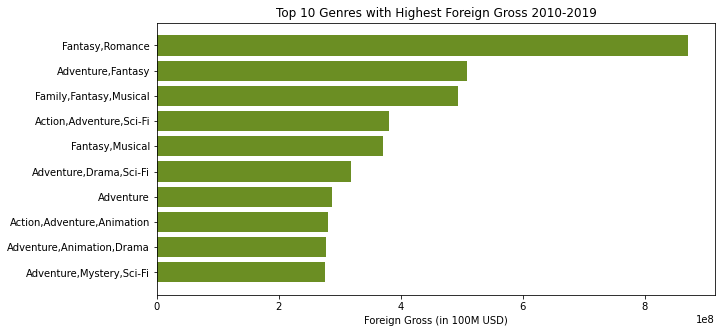 Top 10 Genres with Highest Foreign Gross 2010-2019
Fantasy,Romance
Adventure,Fantasy
Family,Fantasy,Musical
Action,Adventure,Sci-Fi
Fantasy,Musical
Adventure,Drama,Sci-Fi
Adventure
Action,Adventure,Animation
Adventure,Animation,Drama
Adventure,Mystery,Sci-Fi
0 2 4 6 8
Foreign Gross (in 100M USD)
1e8